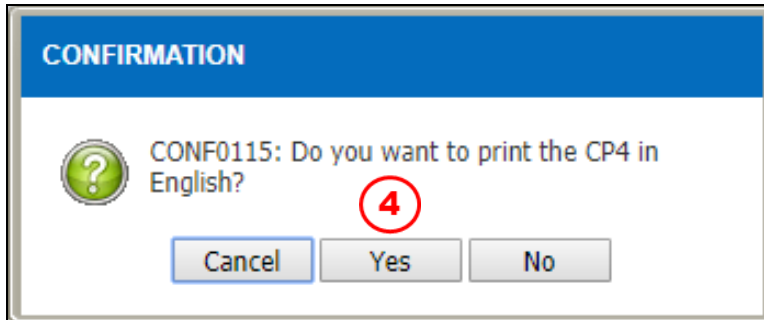 CONFIRMATION
CONF0115: Do you want to print the CP4 in
English?
4
Cancel Yes No